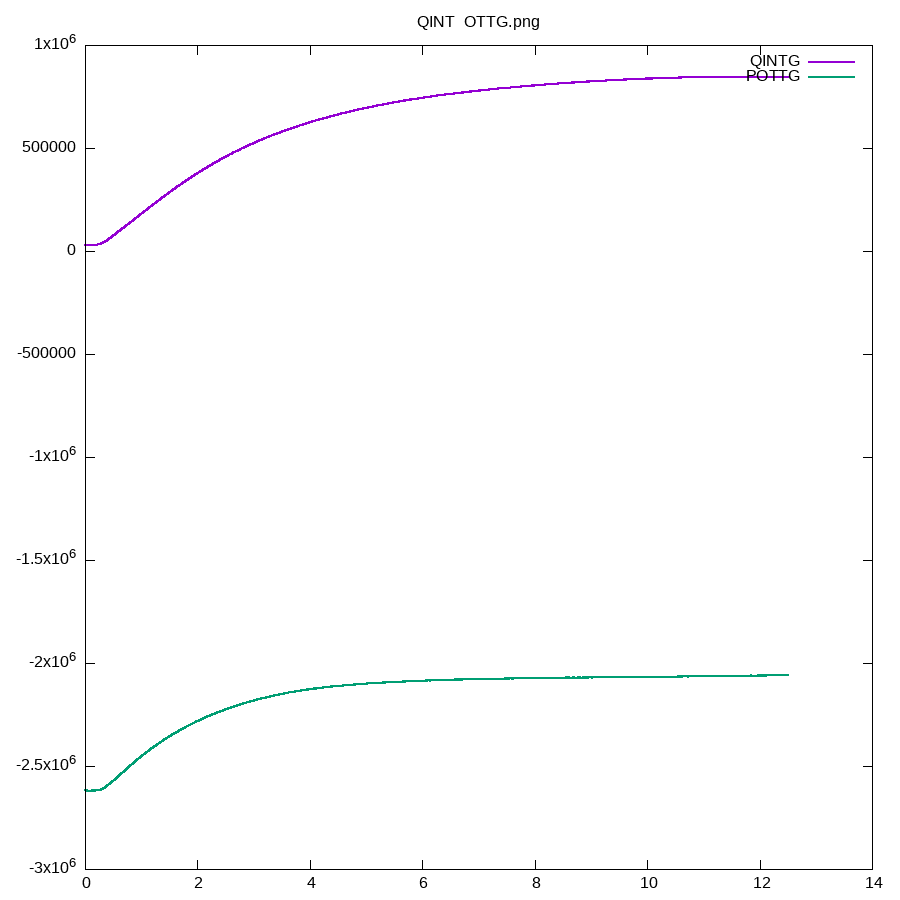 QINT  OTTG.png
1x10^6
500000
0
-500000
-1x10^6
-1.5x10^6
-2x10^6
-2.5x10^6
-3x10^6
QINTG
POTTG
0 2 4 6 8 10 12 14